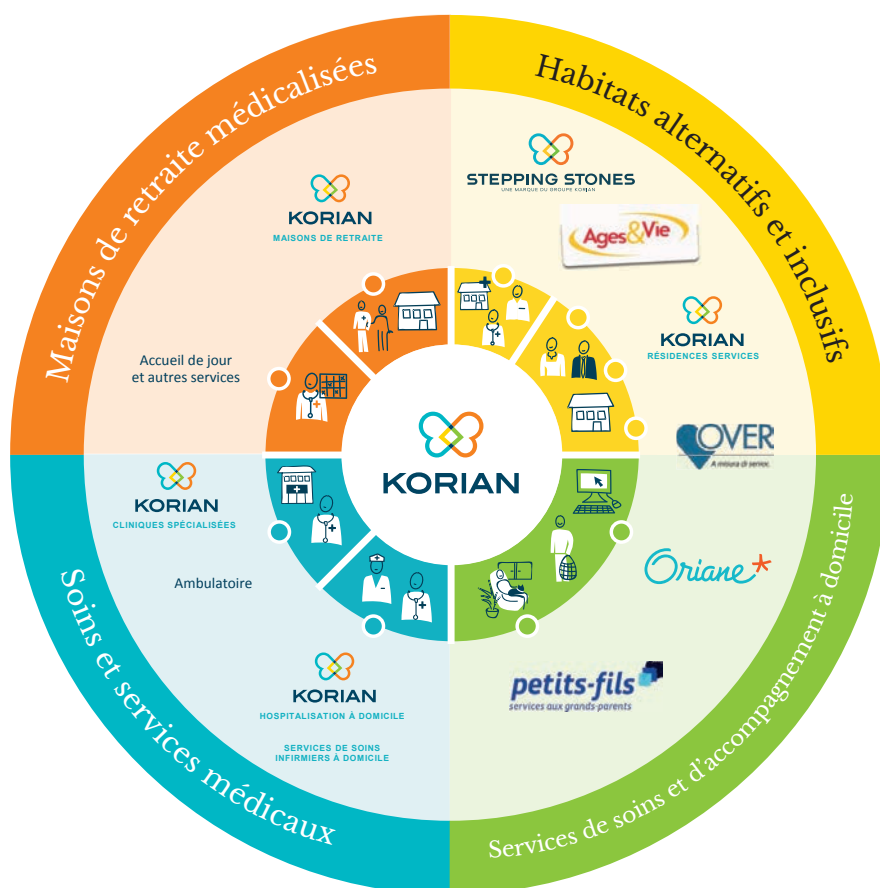 Maisons de retraite médicalisées
KORIAN
MAISONS DE RETRAITE
Accueil de jour
et autres services
Habitats alternatifs et inclusifs
STEPPING STONES
UNE MARQUE DU GROUPE KORIAN
Ages&Vie
KORIAN
RÉSIDENCES SERVICES
OVER
A misura di senior.
KORIAN
KORIAN
CLINIQUES SPÉCIALISÉES
Ambulatoire
KORIAN
HOSPITALISATION À DOMICILE
SERVICES DE SOINS
INFIRMIERS À DOMICILE
Soins et services médicaux
Oriane*
petits-fils
services aux grands-parents
Services de soins et d'accompagnement à domicile